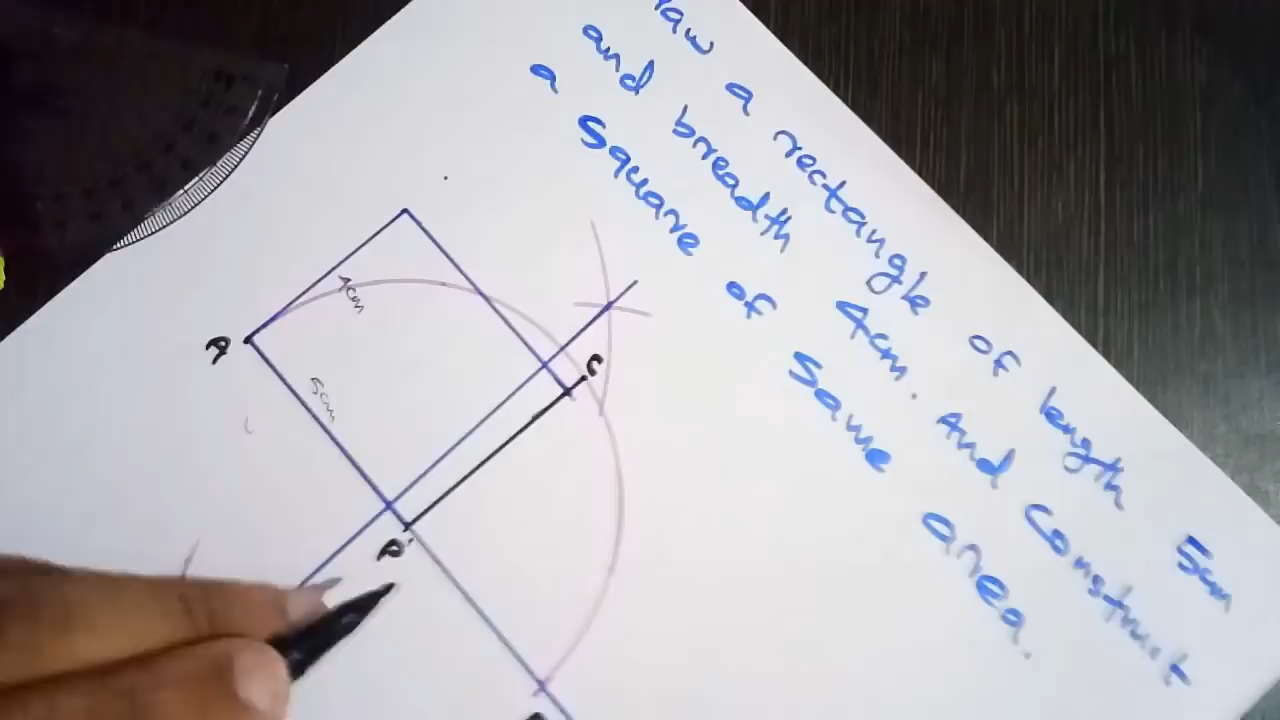 raw a rectangle of length 5cm
and breadth 4cm. And Construct
a square of same area.
4cm
A
5cm
C
P